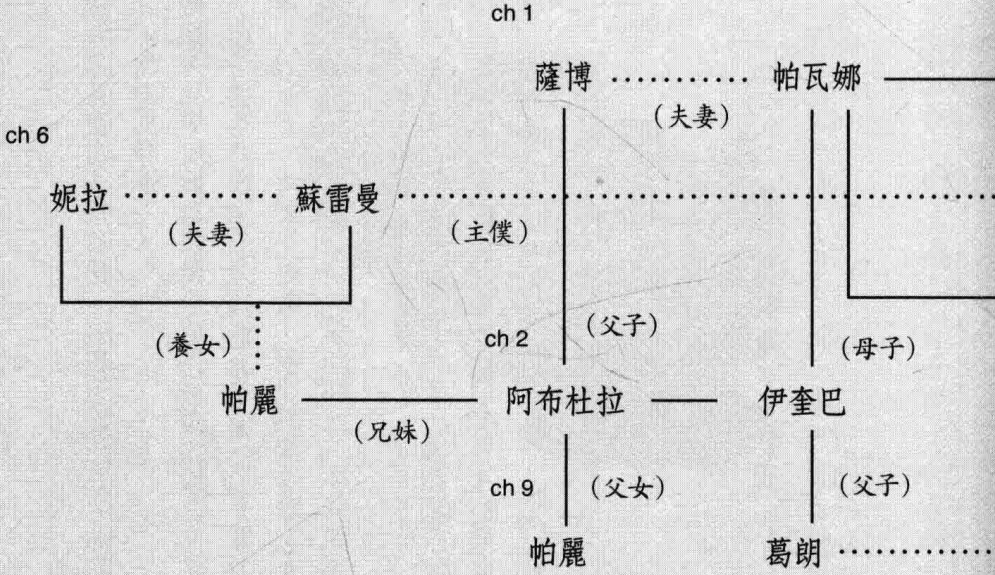 ch 1
薩博 帕瓦娜
(夫妻)
ch 6
妮拉 蘇雷曼
(夫妻) (主僕)
(父子)
ch 2
(養女) (母子)
帕麗 阿布杜拉 伊奎巴
(兄妹)
ch 9 (父女) (父子)
帕麗 葛朗